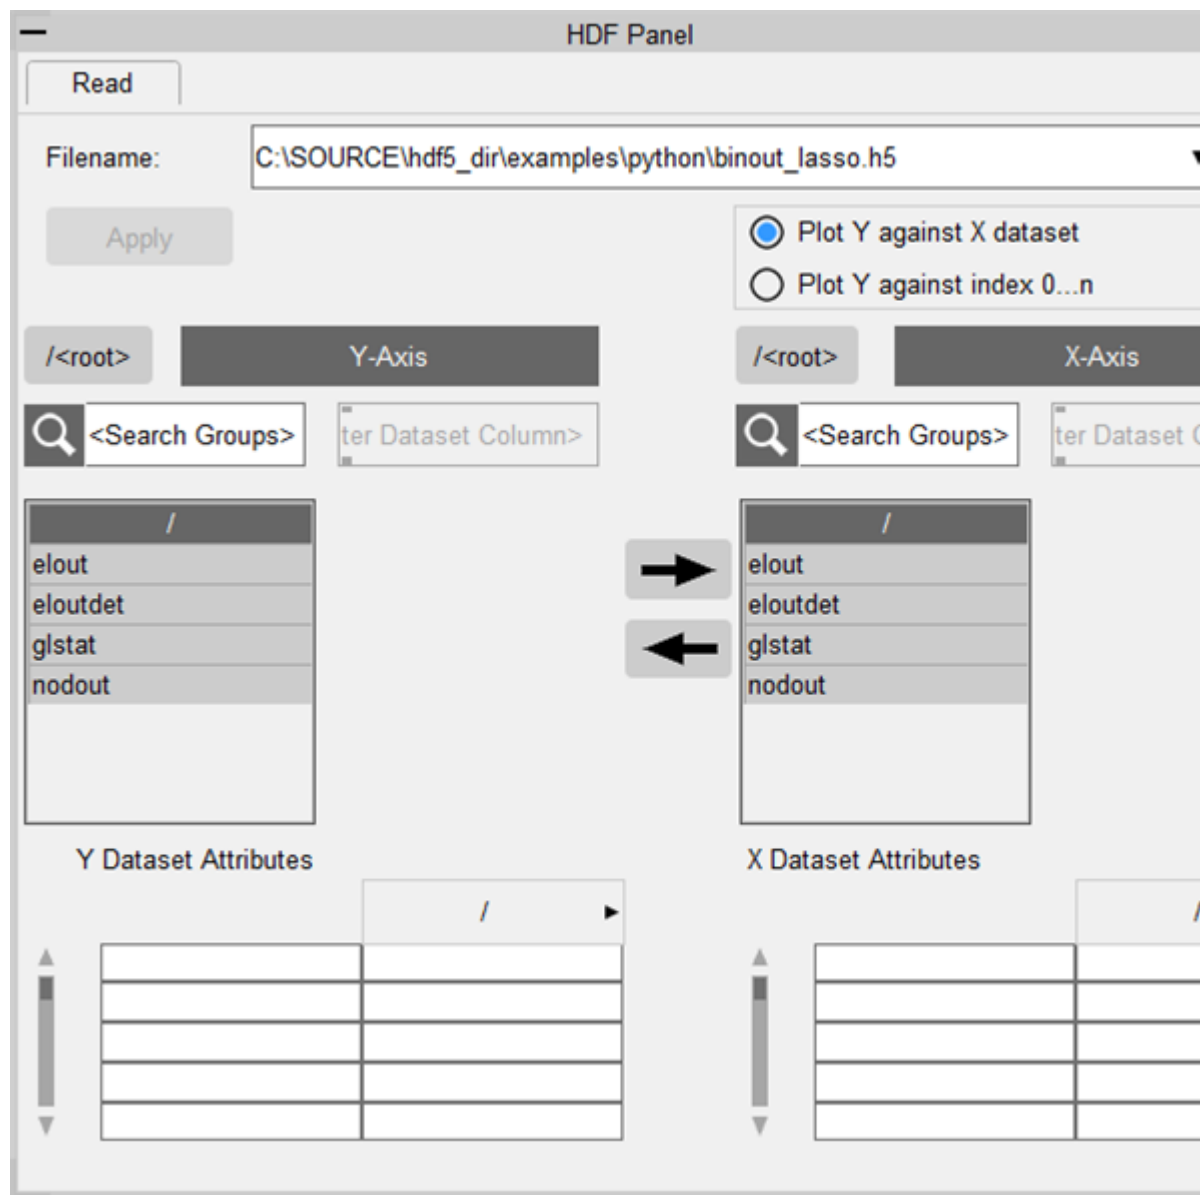 HDF Panel
Read
Filename: C:\SOURCE\hdf5_dir\examples\python\binout_lasso.h5
Apply
Plot Y against X dataset
Plot Y against index 0...n
/<root> Y-Axis /<root> X-Axis
<Search Groups> ter Dataset Column> <Search Groups> ter Dataset
/ /
elout elout
eloutdet eloutdet
glstat glstat
nodout nodout
Y Dataset Attributes X Dataset Attributes
/ /